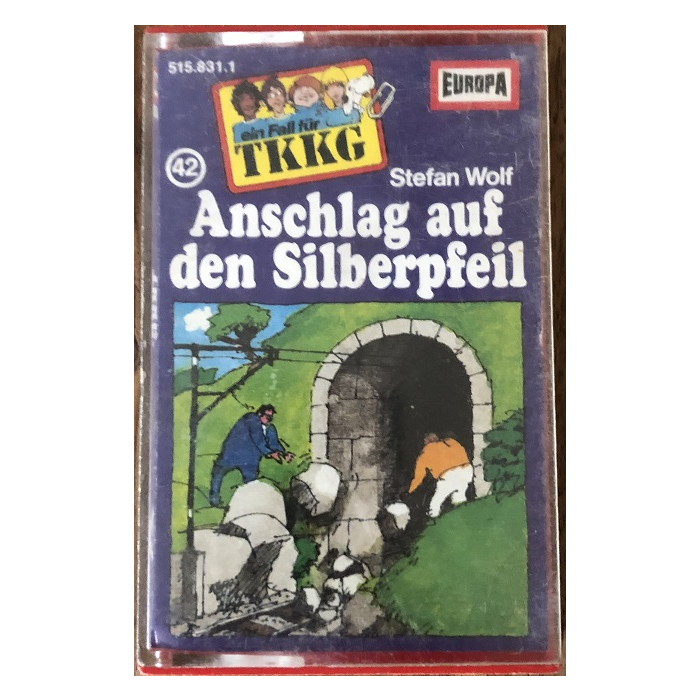 515.831.1
ein Fall für
TKKG
EUROPA
42
Stefan Wolf
Anschlag auf
den Silberpfeil